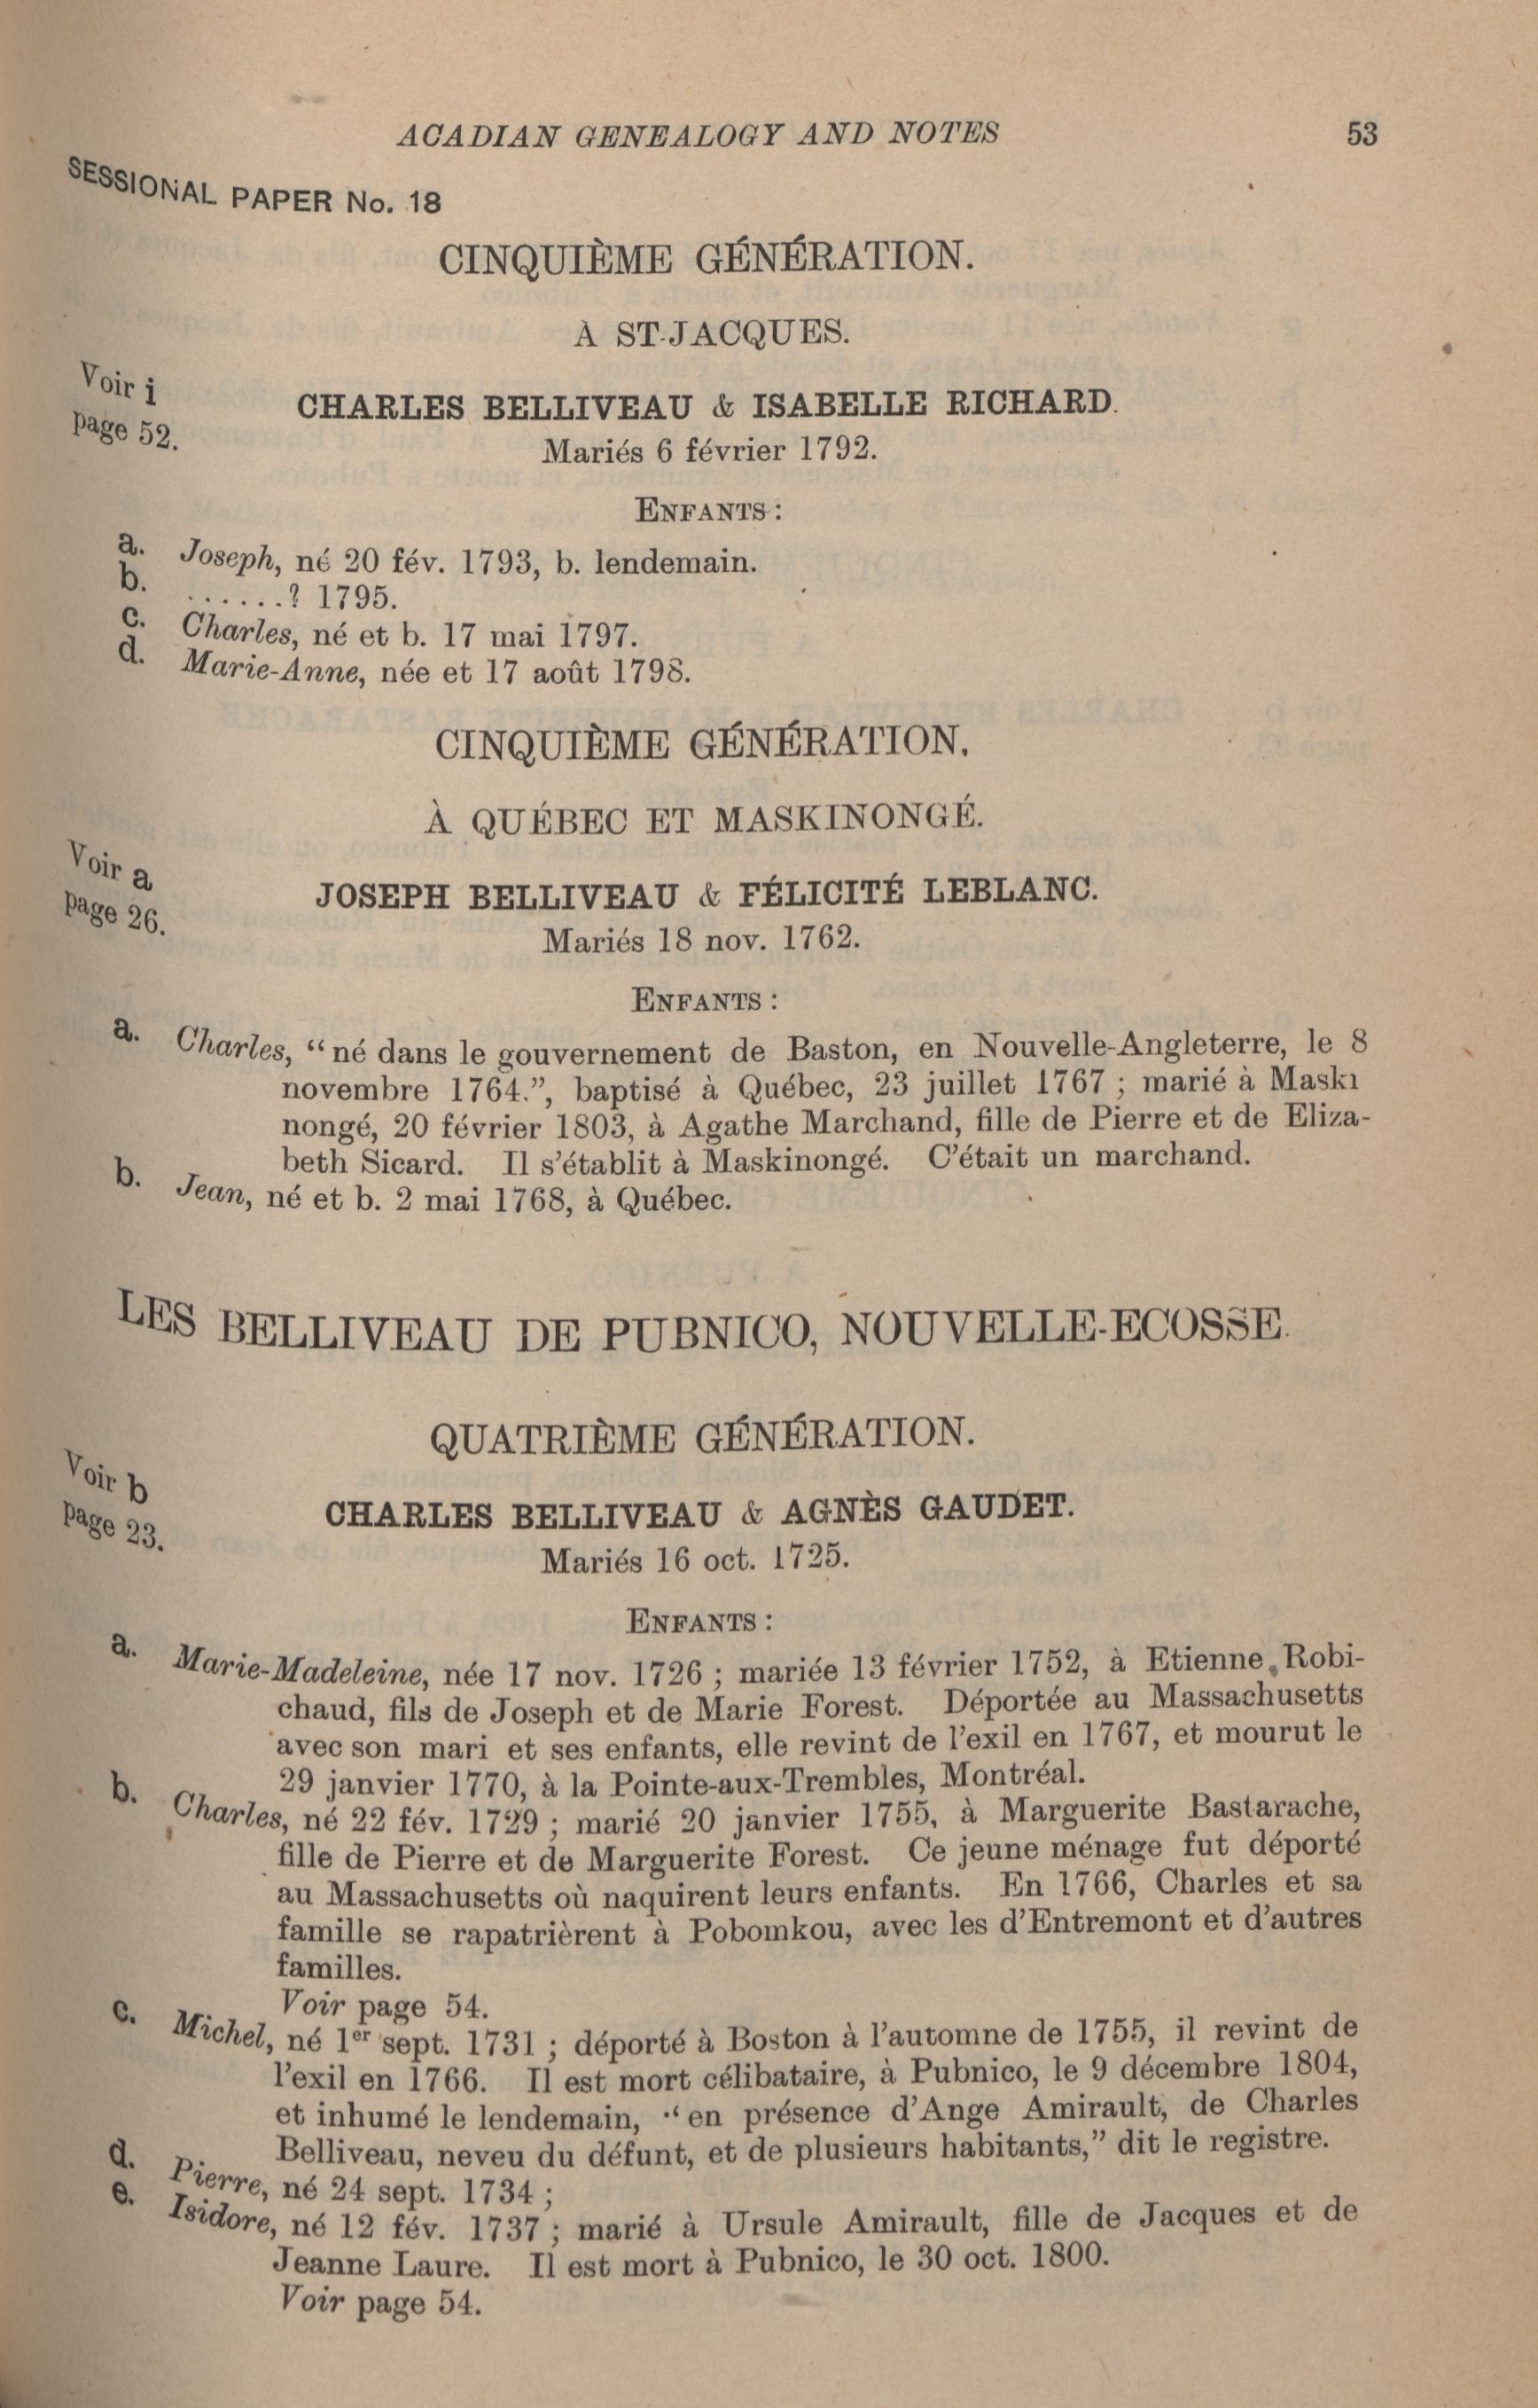 ACADIAN GENEALOGY AND NOTES 53
SESSIONAL PAPER No. 18
CINQUIÈME GÉNÉRATION.
À ST-JACQUES.
Voir i
page 52.
CHARLES BELLIVEAU & ISABELLE RICHARD.
Mariés 6 février 1792.
ENFANTS :
a. Joseph, né 20 fév. 1793, b. lendemain.
b. ......? 1795.
c. Charles, né et b. 17 mai 1797.
d. Marie-Anne, née et 17 août 1798.
CINQUIÈME GÉNÉRATION.
À QUÉBEC ET MASKINONGÉ.
Voir a
page 26.
JOSEPH BELLIVEAU & FÉLICITÉ LEBLANC.
Mariés 18 nov. 1762.
ENFANTS :
a. Charles, “né dans le gouvernement de Baston, en Nouvelle-Angleterre, le 8
novembre 1764.”, baptisé à Québec, 23 juillet 1767 ; marié à Maski
nongé, 20 février 1803, à Agathe Marchand, fille de Pierre et de Eliza-
beth Sicard. Il s’établit à Maskinongé. C’était un marchand.
b. Jean, né et b. 2 mai 1768, à Québec.
LES BELLIVEAU DE PUBNICO, NOUVELLE-ECOSSE.
QUATRIÈME GÉNÉRATION.
Voir b
page 23.
CHARLES BELLIVEAU & AGNÈS GAUDET.
Mariés 16 oct. 1725.
ENFANTS :
a. Marie-Madeleine, née 17 nov. 1726 ; mariée 13 février 1752, à Etienne Robi-
chaud, fils de Joseph et de Marie Forest. Déportée au Massachusetts
avec son mari et ses enfants, elle revint de l’exil en 1767, et mourut le
29 janvier 1770, à la Pointe-aux-Trembles, Montréal.
b. Charles, né 22 fév. 1729 ; marié 20 janvier 1755, à Marguerite Bastarache,
fille de Pierre et de Marguerite Forest. Ce jeune ménage fut déporté
au Massachusetts où naquirent leurs enfants. En 1766, Charles et sa
famille se rapatrièrent à Pobomkou, avec les d’Entremont et d’autres
familles.
Voir page 54.
c. Michel, né 1er sept. 1731 ; déporté à Boston à l’automne de 1755, il revint de
l’exil en 1766. Il est mort célibataire, à Pubnico, le 9 décembre 1804,
et inhumé le lendemain, “en présence d’Ange Amirault, de Charles
Belliveau, neveu du défunt, et de plusieurs habitants,” dit le registre.
d. Pierre, né 24 sept. 1734 ;
e. Isidore, né 12 fév. 1737 ; marié à Ursule Amirault, fille de Jacques et de
Jeanne Laure. Il est mort à Pubnico, le 30 oct. 1800.
Voir page 54.